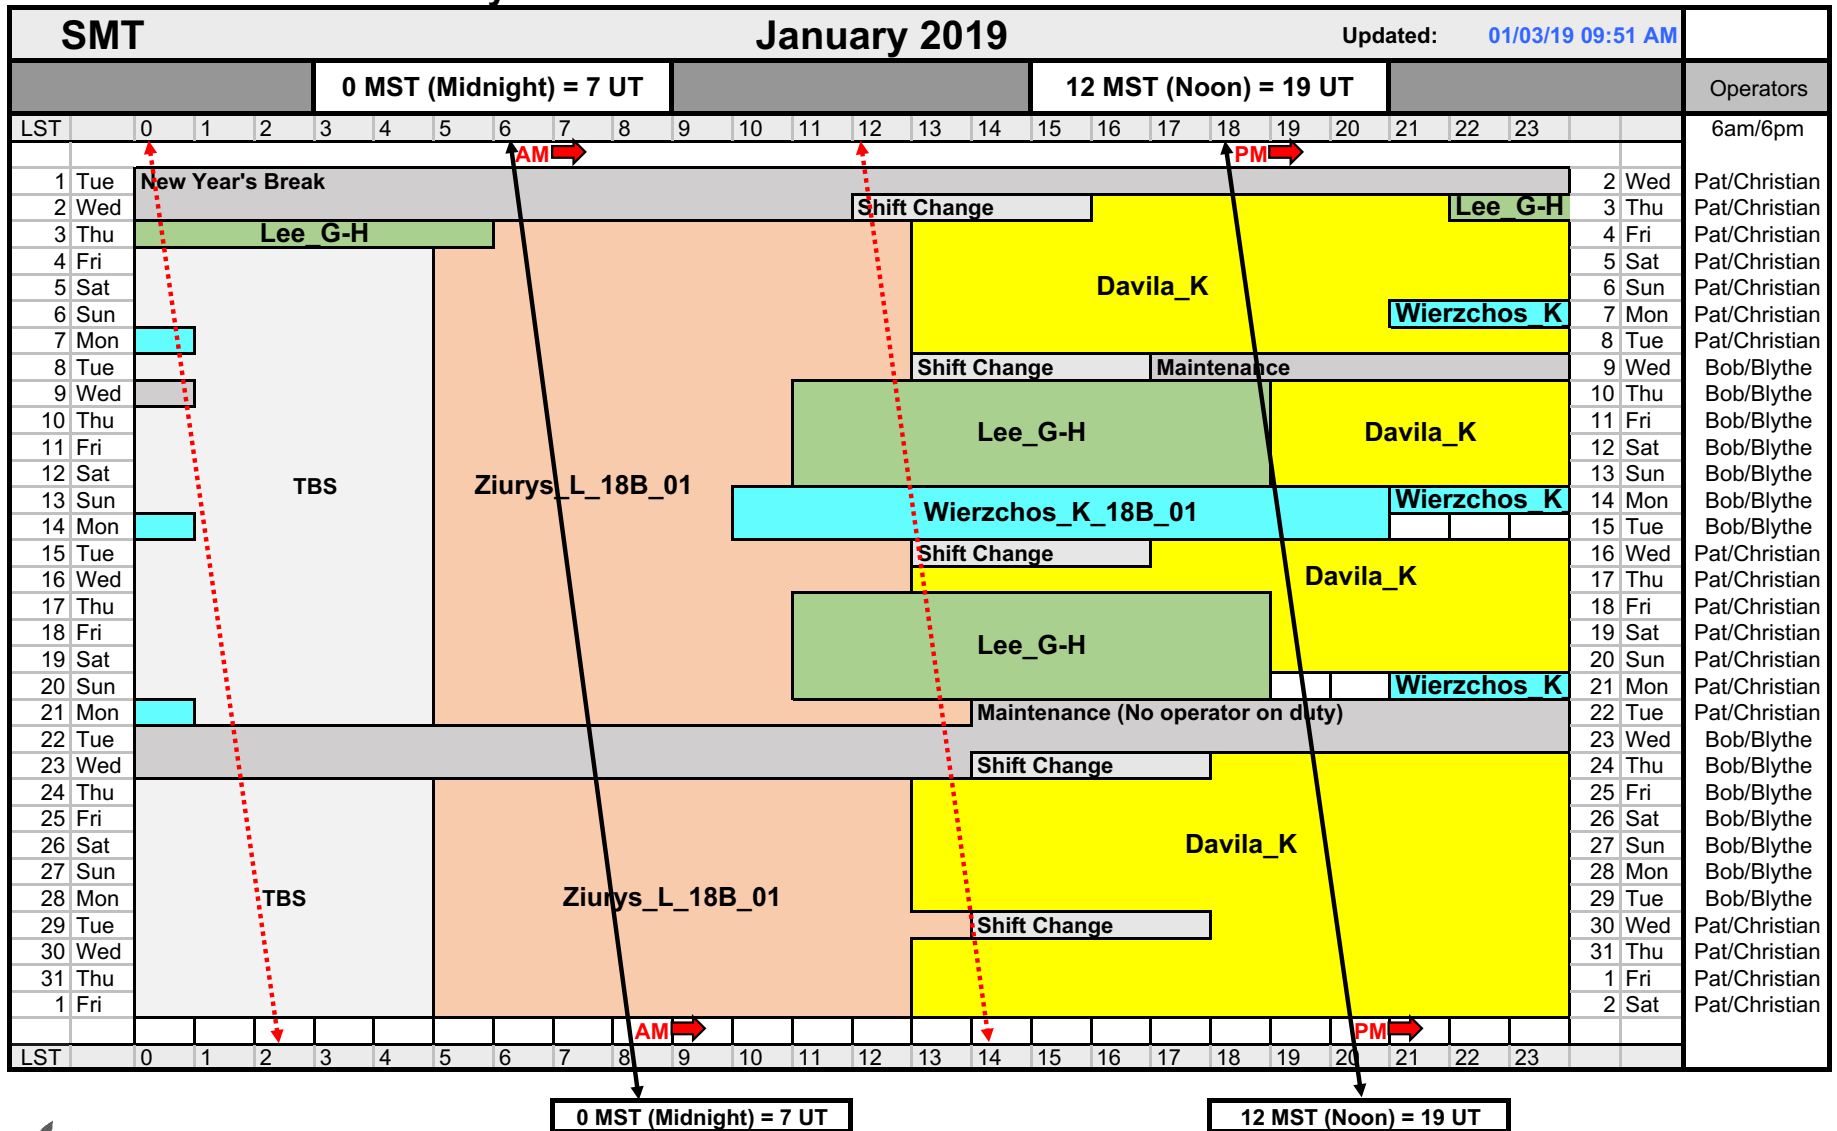 SMT January 2019 Updated: 01/03/19 09:51 AM
0 MST (Midnight) = 7 UT 12 MST (Noon) = 19 UT Operators
LST 0 1 2 3 4 5 6 7 8 9 10 11 12 13 14 15 16 17 18 19 20 21 22 23 6am/6pm
AM PM
1 Tue New Year's Break 2 Wed Pat/Christian
2 Wed Shift Change Lee_G-H 3 Thu Pat/Christian
3 Thu Lee_G-H 4 Fri Pat/Christian
4 Fri 5 Sat Pat/Christian
5 Sat Davila_K 6 Sun Pat/Christian
6 Sun Wierzchos_K_ 7 Mon Pat/Christian
7 Mon 8 Tue Pat/Christian
8 Tue Shift Change Maintenance 9 Wed Bob/Blythe
9 Wed 10 Thu Bob/Blythe
10 Thu Lee_G-H Davila_K 11 Fri Bob/Blythe
11 Fri 12 Sat Bob/Blythe
12 Sat TBS Ziurys_L_18B_01 13 Sun Bob/Blythe
13 Sun Wierzchos_K_ 14 Mon Bob/Blythe
Wierzchos_K_18B_01
14 Mon 15 Tue Bob/Blythe
15 Tue Shift Change 16 Wed Pat/Christian
16 Wed Davila_K 17 Thu Pat/Christian
17 Thu 18 Fri Pat/Christian
18 Fri Lee_G-H 19 Sat Pat/Christian
19 Sat 20 Sun Pat/Christian
20 Sun Wierzchos_K_ 21 Mon Pat/Christian
21 Mon Maintenance (No operator on duty) 22 Tue Pat/Christian
22 Tue 23 Wed Bob/Blythe
23 Wed Shift Change 24 Thu Bob/Blythe
24 Thu 25 Fri Bob/Blythe
25 Fri 26 Sat Bob/Blythe
26 Sat Davila_K 27 Sun Bob/Blythe
27 Sun 28 Mon Bob/Blythe
28 Mon TBS Ziurys_L_18B_01 29 Tue Bob/Blythe
29 Tue Shift Change 30 Wed Pat/Christian
30 Wed 31 Thu Pat/Christian
31 Thu 1 Fri Pat/Christian
1 Fri 2 Sat Pat/Christian
AM PM
LST 0 1 2 3 4 5 6 7 8 9 10 11 12 13 14 15 16 17 18 19 20 21 22 23
0 MST (Midnight) = 7 UT 12 MST (Noon) = 19 UT